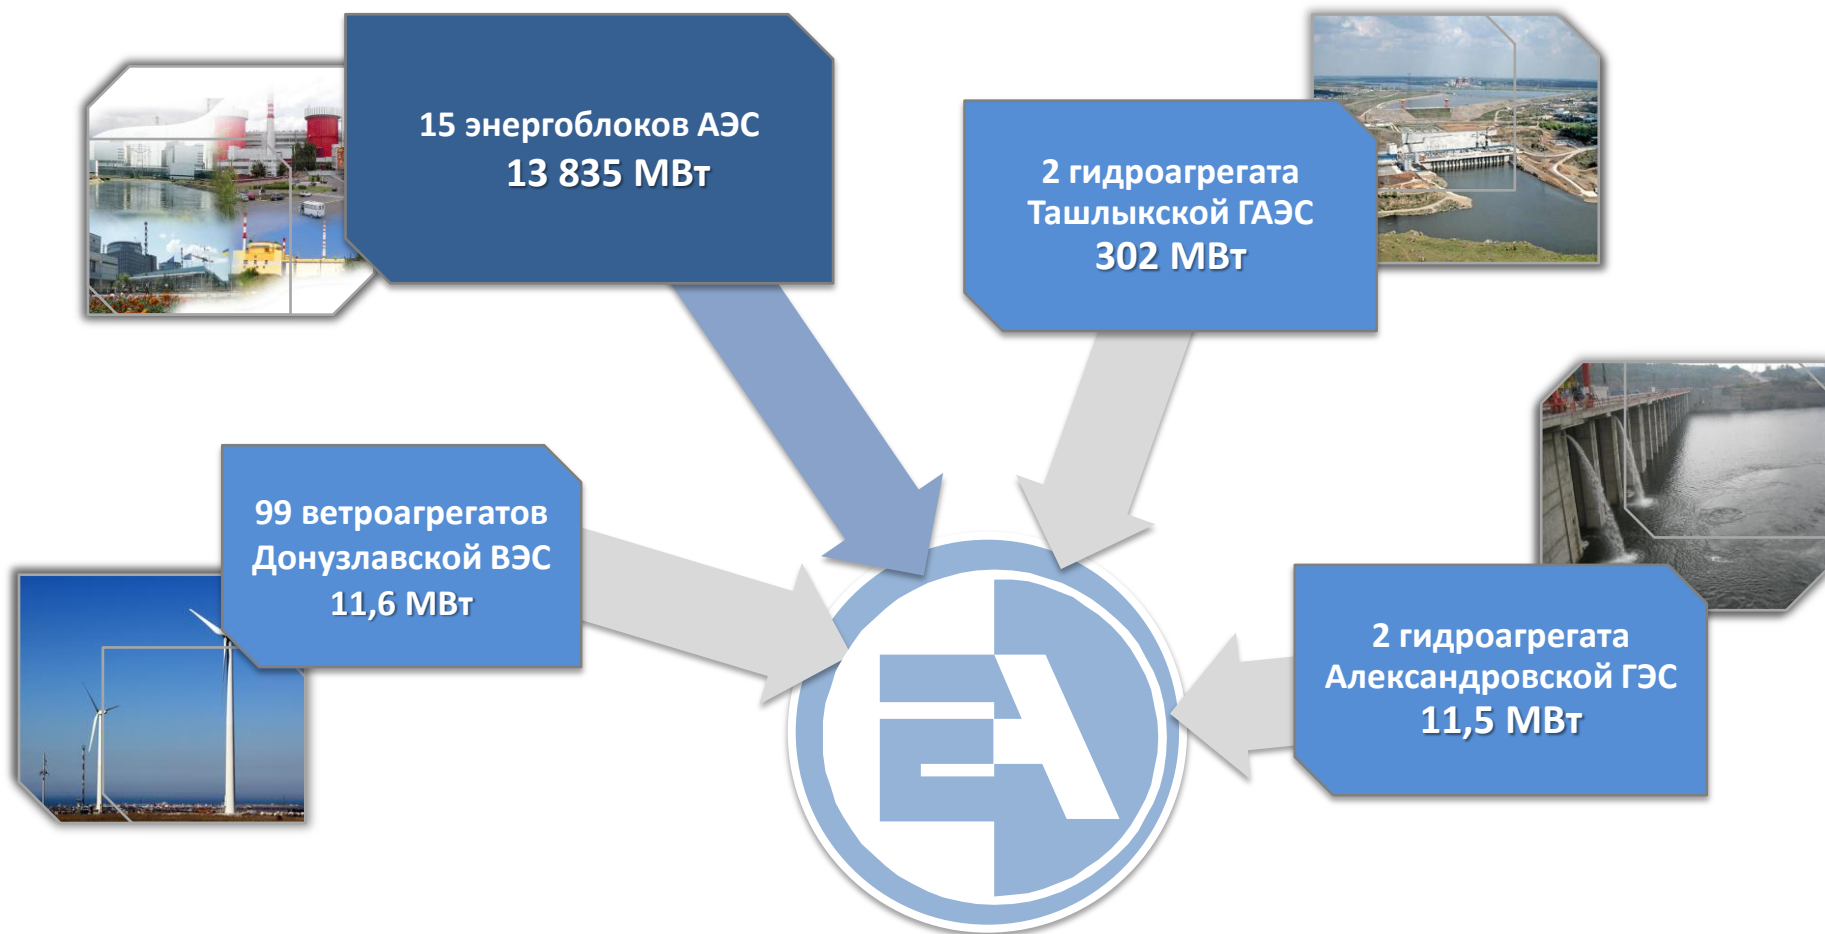 15 энергоблоков АЭС
13 835 МВт
2 гидроагрегата
Ташлыкской ГАЭС
302 МВт
99 ветроагрегатов
Донузлавской ВЭС
11,6 МВт
2 гидроагрегата
Александровской ГЭС
11,5 МВт
EA